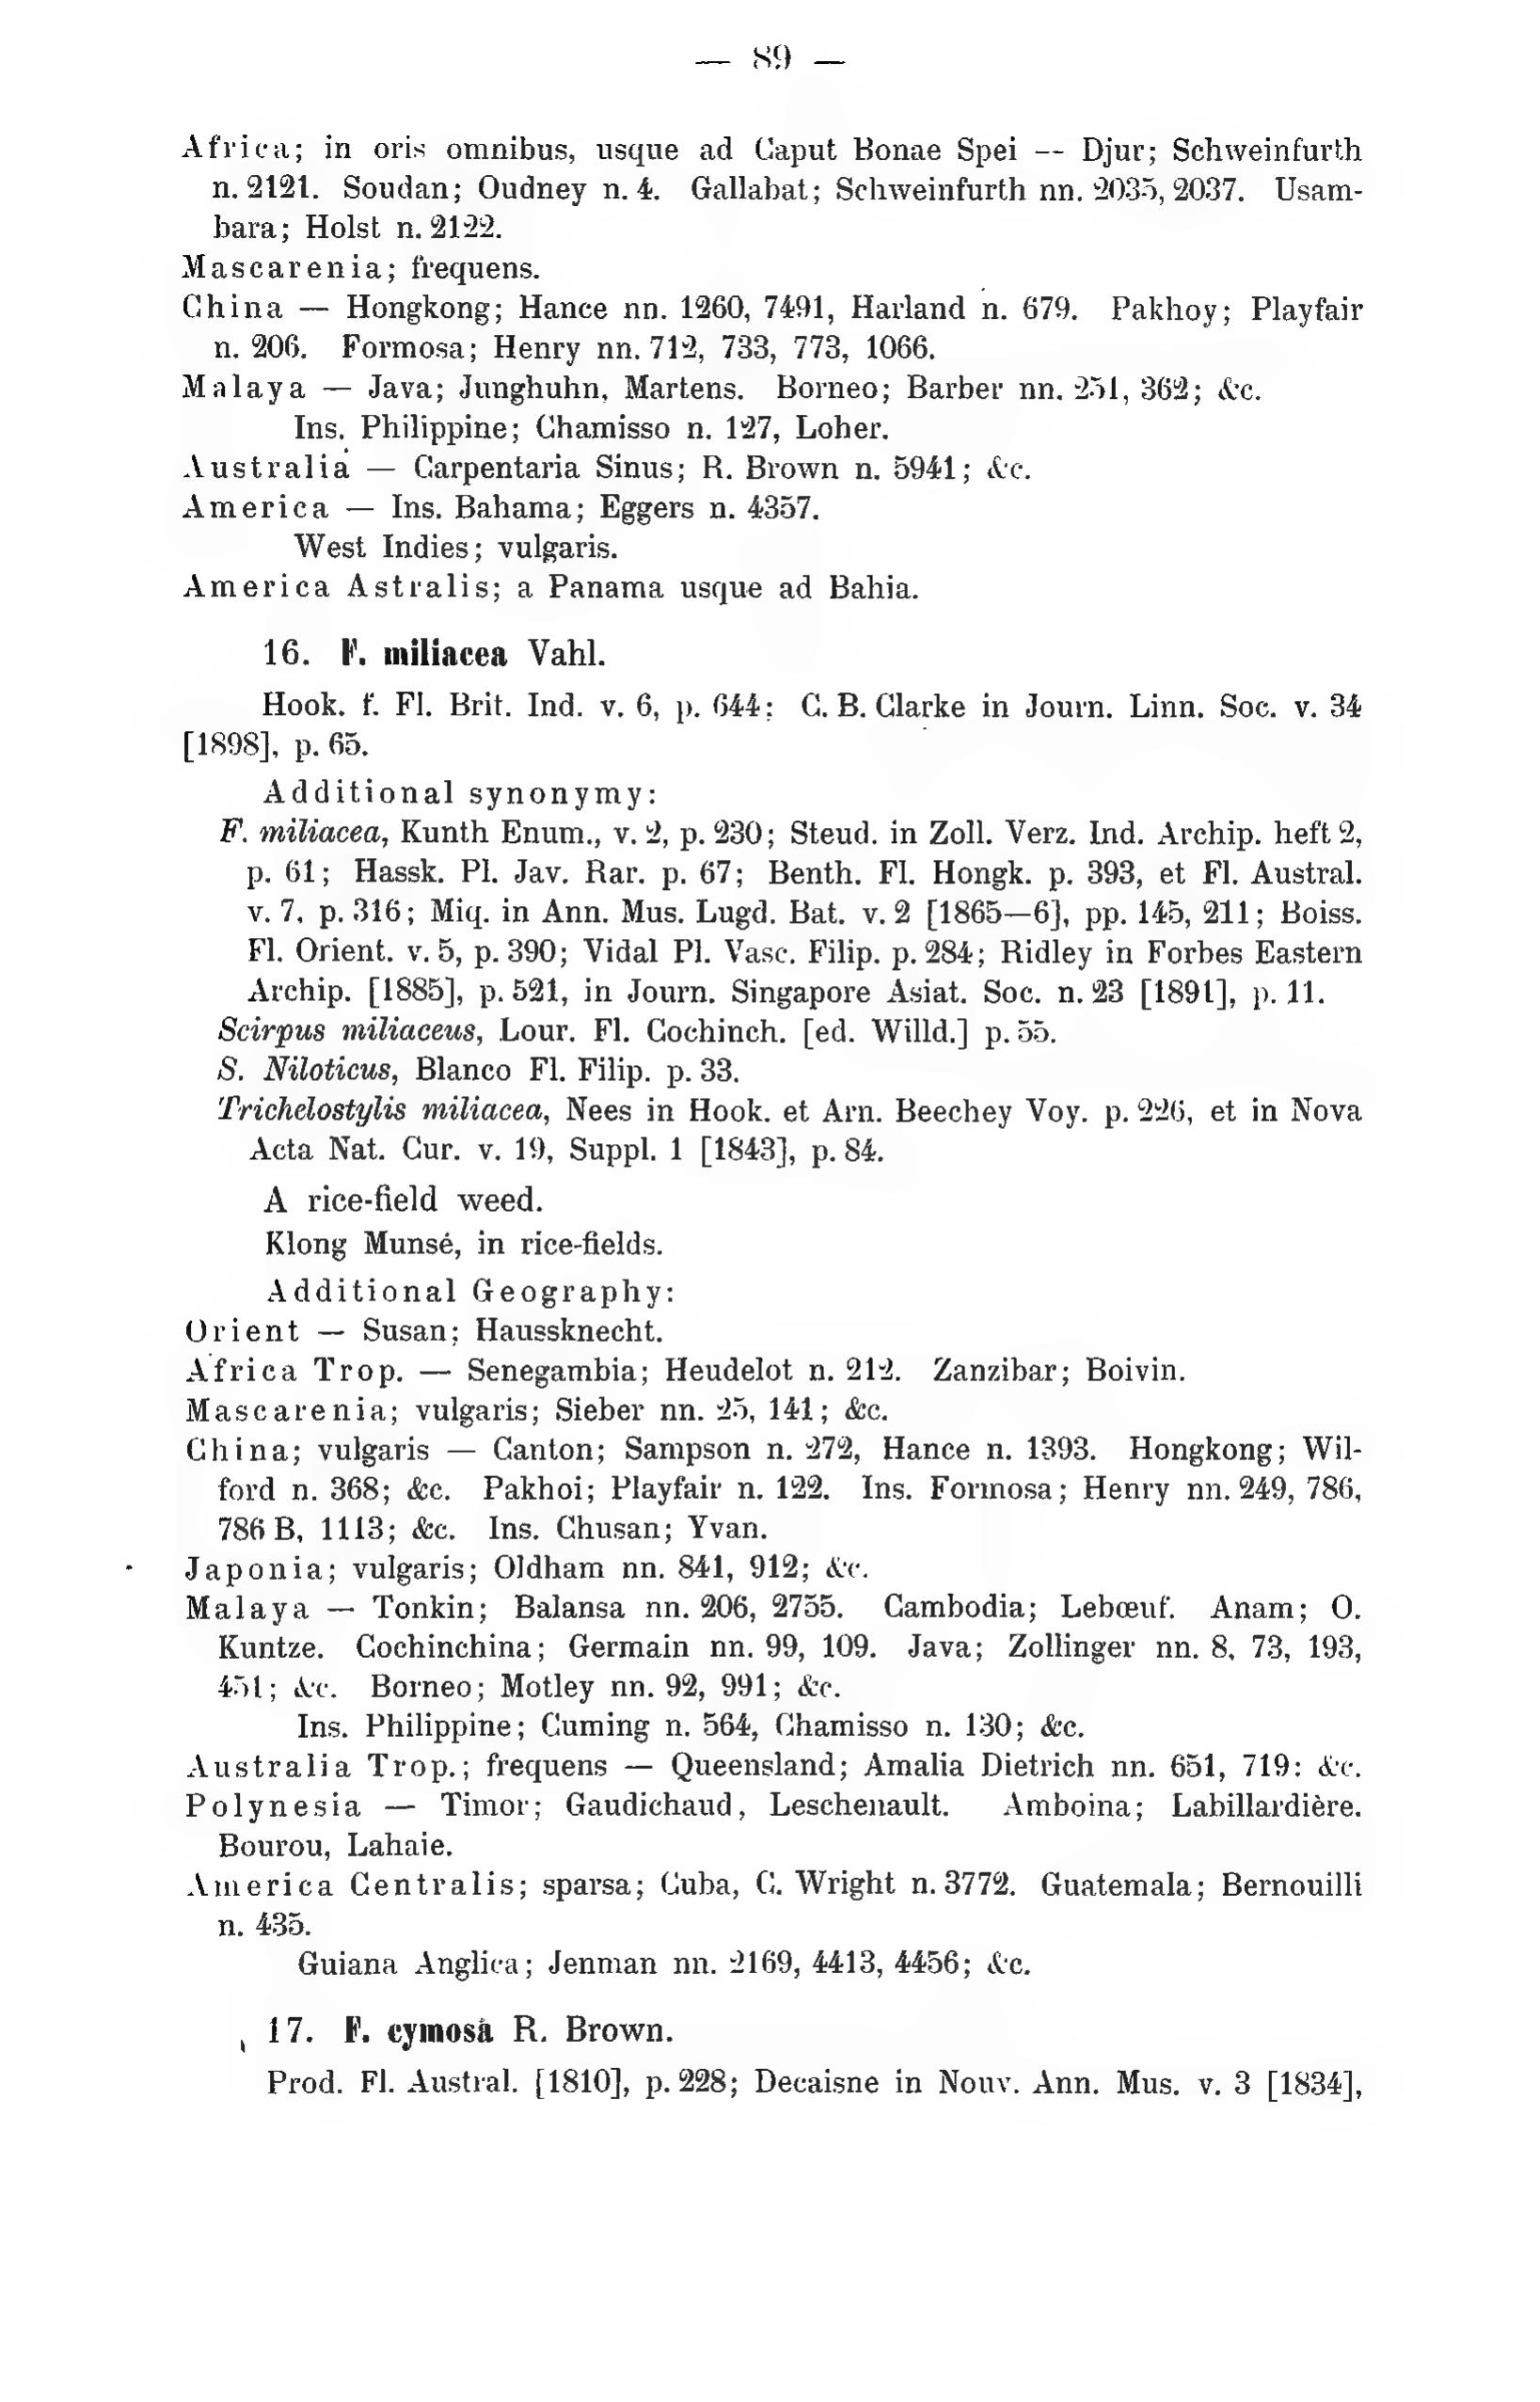 — 89 —
Africa; in oris omnibus, usque ad Caput Bonae Spei — Djur; Schweinfurth
n. 2121. Soudan; Oudney n. 4. Gallabat; Schweinfurth nn. 2035, 2037. Usam-
bara; Holst n. 2122.
Mascarenia; frequens.
China — Hongkong; Hance nn. 1260, 7491, Harland n. 679. Pakhoy; Playfair
n. 206. Formosa; Henry nn. 712, 733, 773, 1066.
Malaya — Java; Junghuhn, Martens. Borneo; Barber nn. 251, 362; &c.
Ins. Philippine; Chamisso n. 127, Loher.
Australia — Carpentaria Sinus; R. Brown n. 5941; &c.
America — Ins. Bahama; Eggers n. 4357.
West Indies; vulgaris.
America Astralis; a Panama usque ad Bahia.
16. F. miliacea Vahl.
Hook. f. Fl. Brit. Ind. v. 6, p. 644; C. B. Clarke in Journ. Linn. Soc. v. 34
[1898], p. 65.
Additional synonymy:
F. miliacea, Kunth Enum., v. 2, p. 230; Steud. in Zoll. Verz. Ind. Archip. heft 2,
p. 61; Hassk. Pl. Jav. Rar. p. 67; Benth. Fl. Hongk. p. 393, et Fl. Austral.
v. 7, p. 316; Miq. in Ann. Mus. Lugd. Bat. v. 2 [1865—6], pp. 145, 211; Boiss.
Fl. Orient. v. 5, p. 390; Vidal Pl. Vasc. Filip. p. 284; Ridley in Forbes Eastern
Archip. [1885], p. 521, in Journ. Singapore Asiat. Soc. n. 23 [1891], p. 11.
Scirpus miliaceus, Lour. Fl. Cochinch. [ed. Willd.] p. 55.
S. Niloticus, Blanco Fl. Filip. p. 33.
Trichelostylis miliacea, Nees in Hook. et Arn. Beechey Voy. p. 226, et in Nova
Acta Nat. Cur. v. 19, Suppl. 1 [1843], p. 84.
A rice-field weed.
Klong Munsé, in rice-fields.
Additional Geography:
Orient — Susan; Haussknecht.
Africa Trop. — Senegambia; Heudelot n. 212. Zanzibar; Boivin.
Mascarenia; vulgaris; Sieber nn. 25, 141; &c.
China; vulgaris — Canton; Sampson n. 272, Hance n. 1393. Hongkong; Wil-
ford n. 368; &c. Pakhoi; Playfair n. 122. Ins. Formosa; Henry nn. 249, 786,
786 B, 1113; &c. Ins. Chusan; Yvan.
Japonia; vulgaris; Oldham nn. 841, 912; &c.
Malaya — Tonkin; Balansa nn. 206, 2755. Cambodia; Lebœuf. Anam; O.
Kuntze. Cochinchina; Germain nn. 99, 109. Java; Zollinger nn. 8, 73, 193,
451; &c. Borneo; Motley nn. 92, 991; &c.
Ins. Philippine; Cuming n. 564, Chamisso n. 130; &c.
Australia Trop.; frequens — Queensland; Amalia Dietrich nn. 651, 719; &c.
Polynesia — Timor; Gaudichaud, Leschenault. Amboina; Labillardière.
Bourou, Lahaie.
America Centralis; sparsa; Cuba, C. Wright n. 3772. Guatemala; Bernouilli
n. 435.
Guiana Anglica; Jenman nn. 2169, 4413, 4456; &c.
17. F. cymosa R. Brown.
Prod. Fl. Austral. [1810], p. 228; Decaisne in Nouv. Ann. Mus. v. 3 [1834],